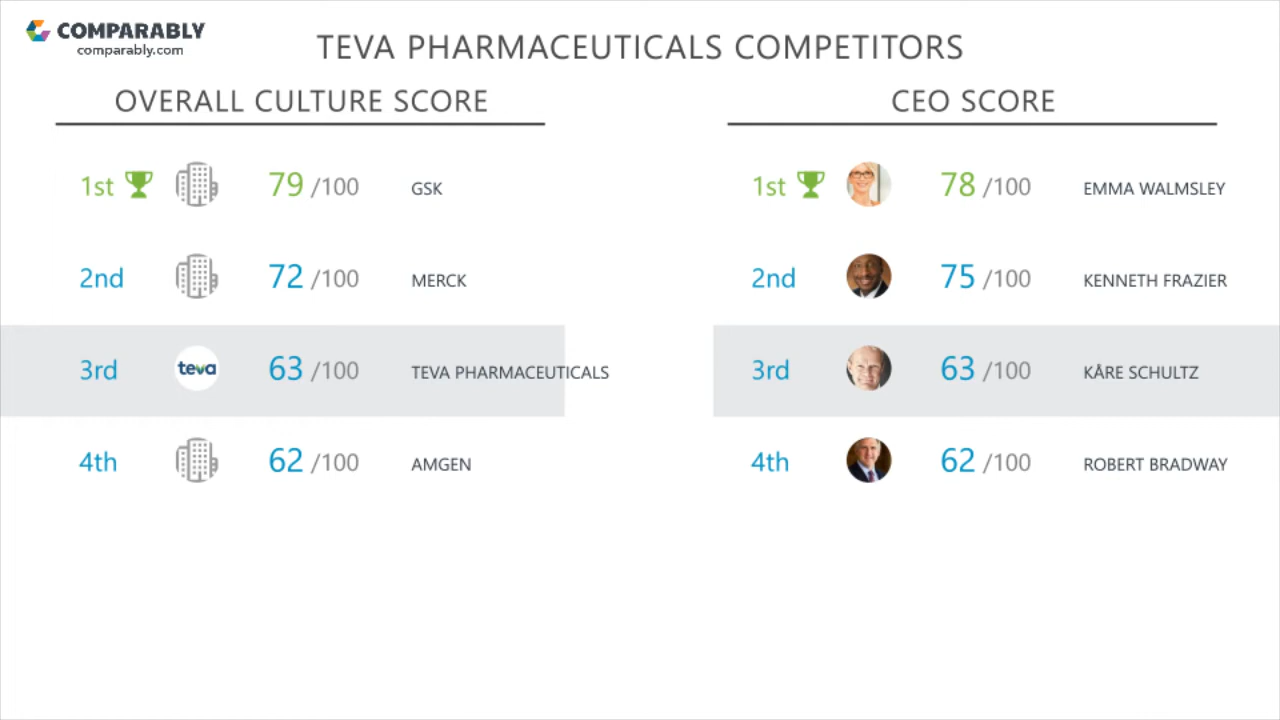 COMPARABLY
comparably.com
TEVA PHARMACEUTICALS COMPETITORS
OVERALL CULTURE SCORE
1st 79 /100 GSK
2nd 72 /100 MERCK
3rd teva 63 /100 TEVA PHARMACEUTICALS
4th 62 /100 AMGEN
CEO SCORE
1st 78 /100 EMMA WALMSLEY
2nd 75 /100 KENNETH FRAZIER
3rd 63 /100 KÅRE SCHULTZ
4th 62 /100 ROBERT BRADWAY